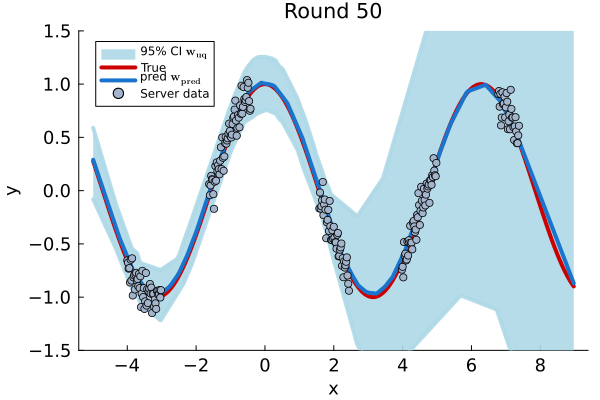 Round 50
1.5
1.0
0.5
0.0
−0.5
−1.0
−1.5
y
95% CI w_uq
True
pred w_pred
Server data
−4 −2 0 2 4 6 8
x